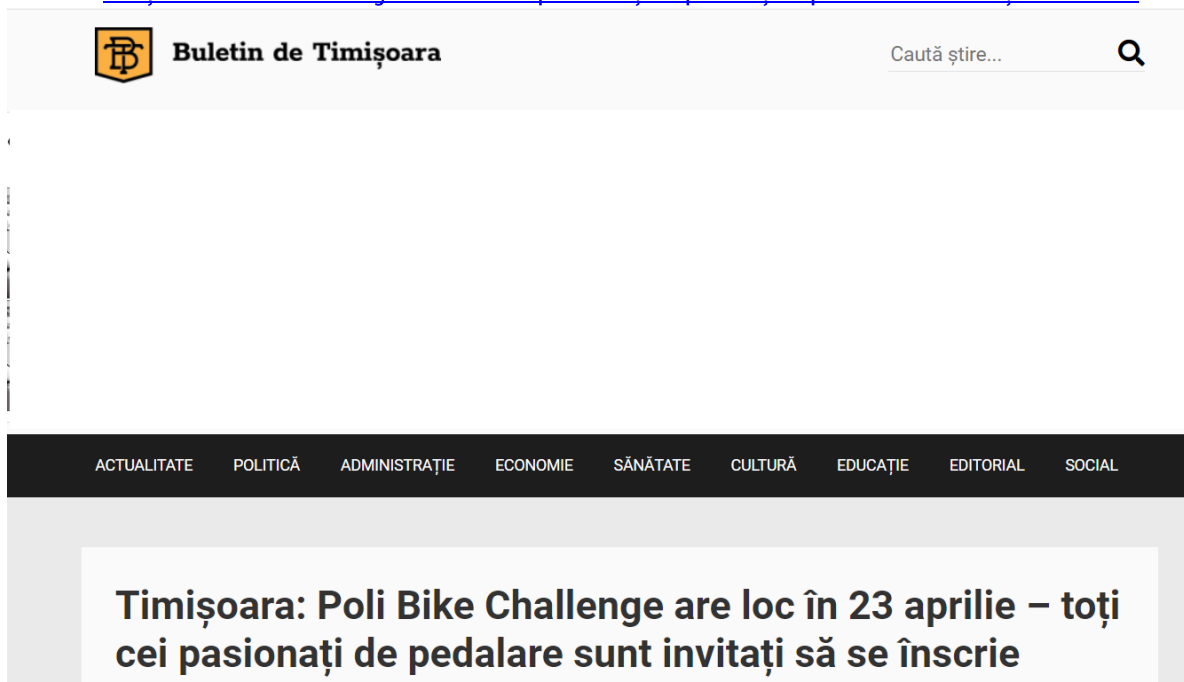 Buletin de Timișoara
Caută știre...
ACTUALITATE POLITICĂ ADMINISTRAȚIE ECONOMIE SĂNĂTATE CULTURĂ EDUCAȚIE EDITORIAL SOCIAL
Timișoara: Poli Bike Challenge are loc în 23 aprilie – toți
cei pasionați de pedalare sunt invitați să se înscrie